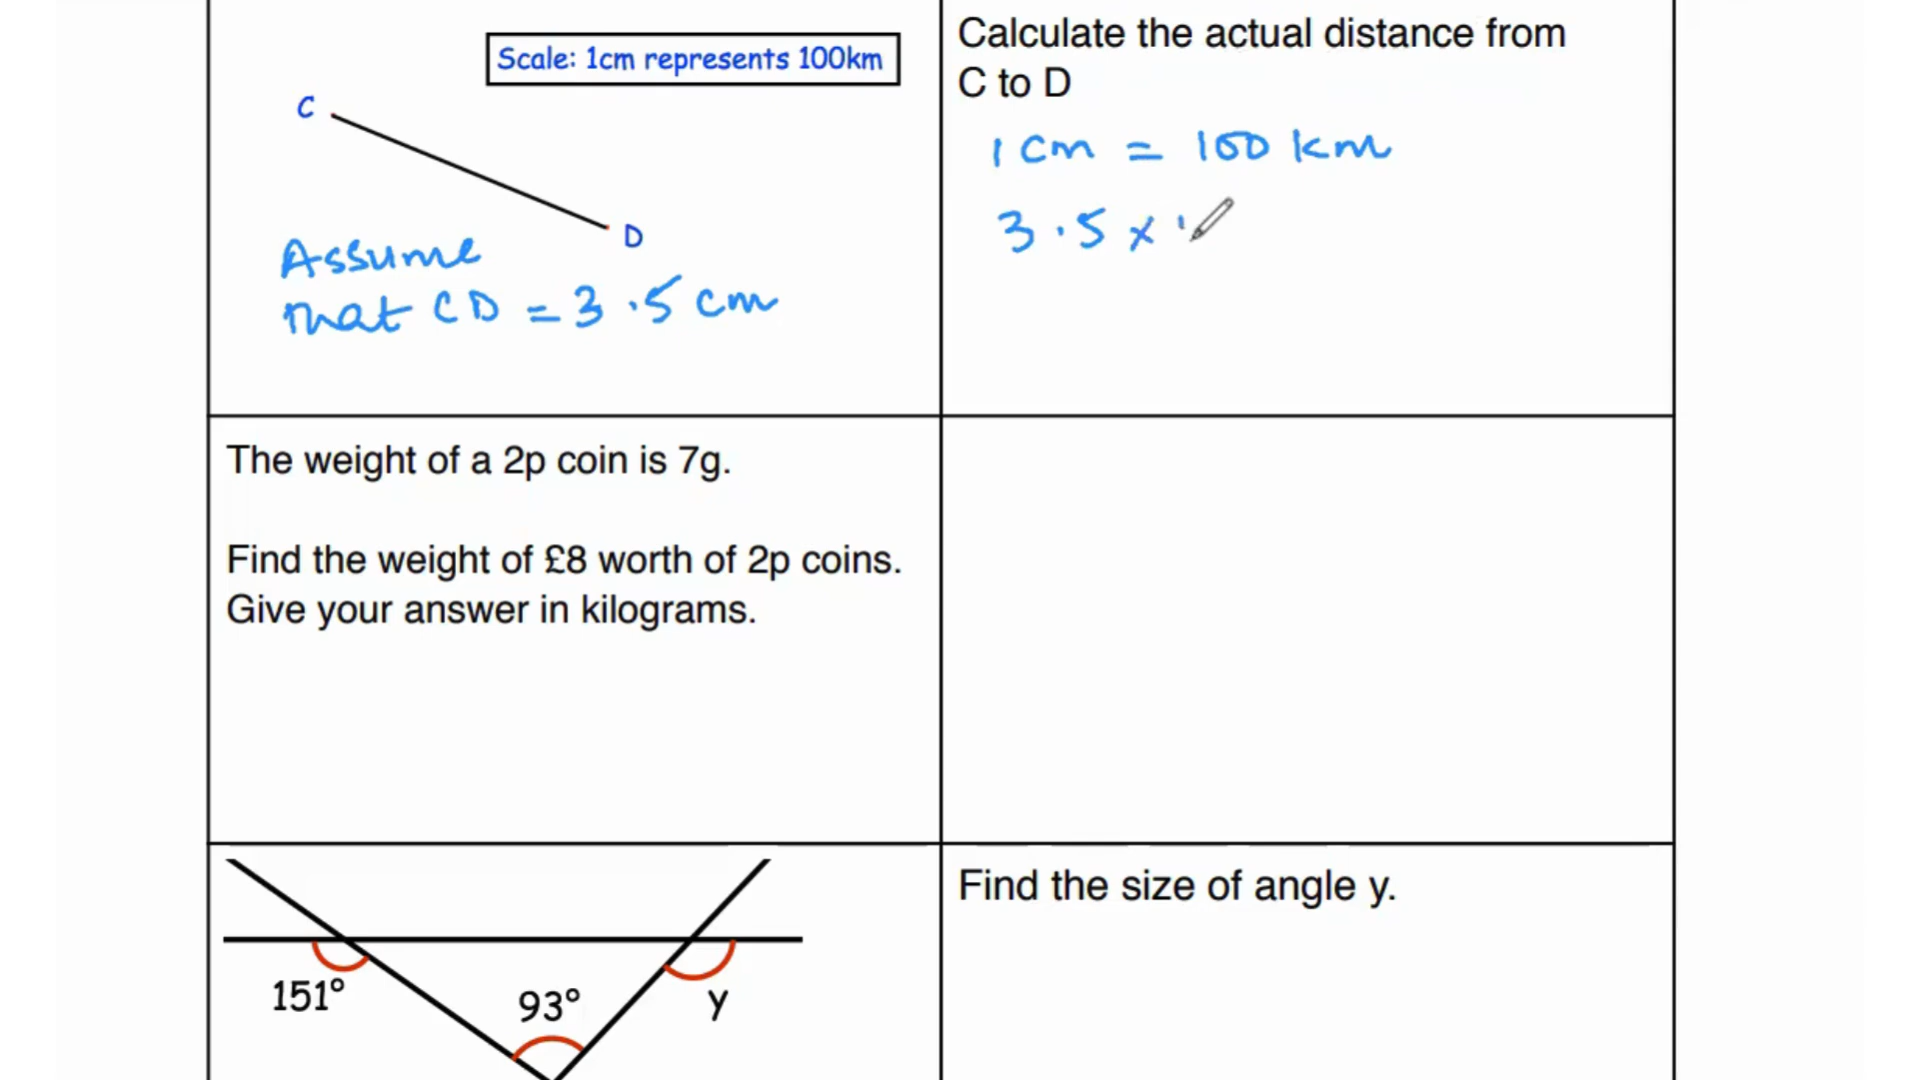 Scale: 1cm represents 100km
C
D
Assume
that CD = 3.5 cm
Calculate the actual distance from
C to D
1 cm = 100 km
3.5 ×
The weight of a 2p coin is 7g.
Find the weight of £8 worth of 2p coins.
Give your answer in kilograms.
151°
93°
y
Find the size of angle y.